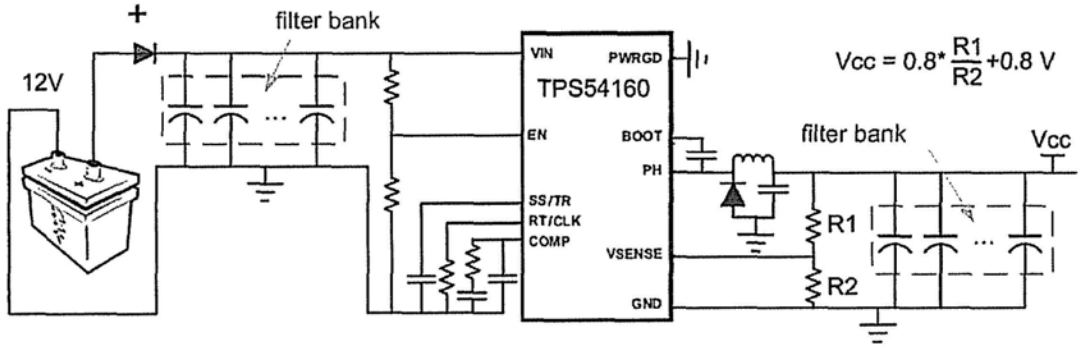 +
filter bank
12V
VIN
PWRGD
TPS54160
Vcc = 0.8* R1/R2 +0.8 V
EN
BOOT
filter bank
Vcc
PH
+
SS/TR
RT/CLK
COMP
VSENSE
R1
R2
GND
...
...